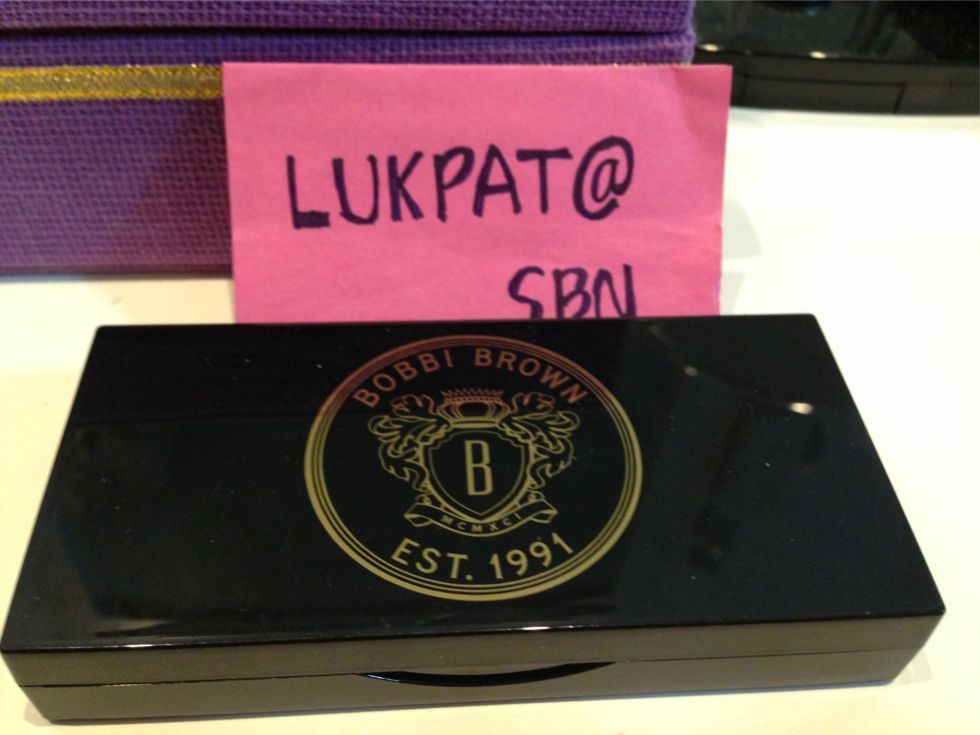 LUKPAT@
SBN
BOBBI BROWN
B
MCMXCI
EST. 1991